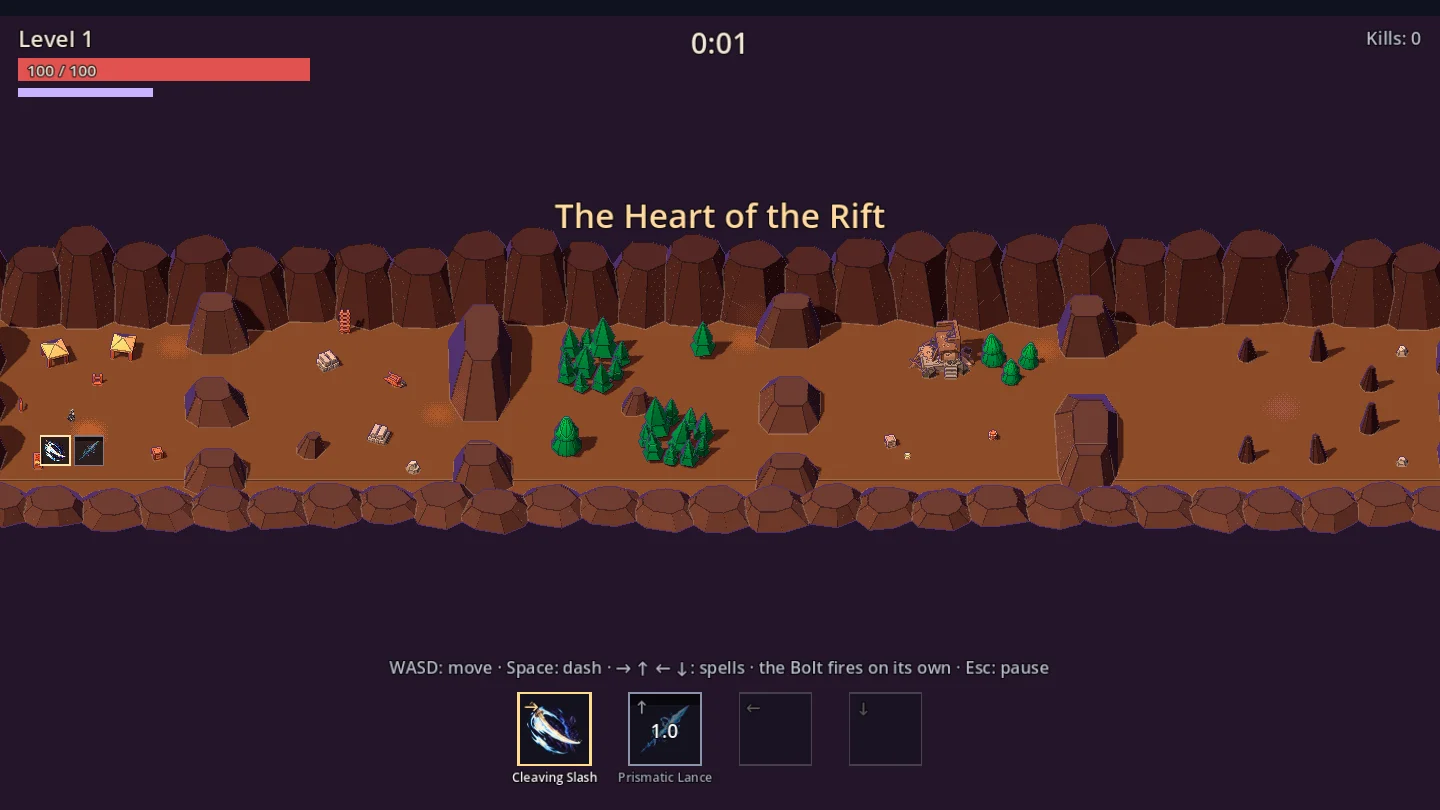 Level 1
0:01
Kills: 0
100 / 100
The Heart of the Rift
WASD: move · Space: dash · → ↑ ← ↓: spells · the Bolt fires on its own · Esc: pause
→
↑
←
↓
1.0
Cleaving Slash
Prismatic Lance